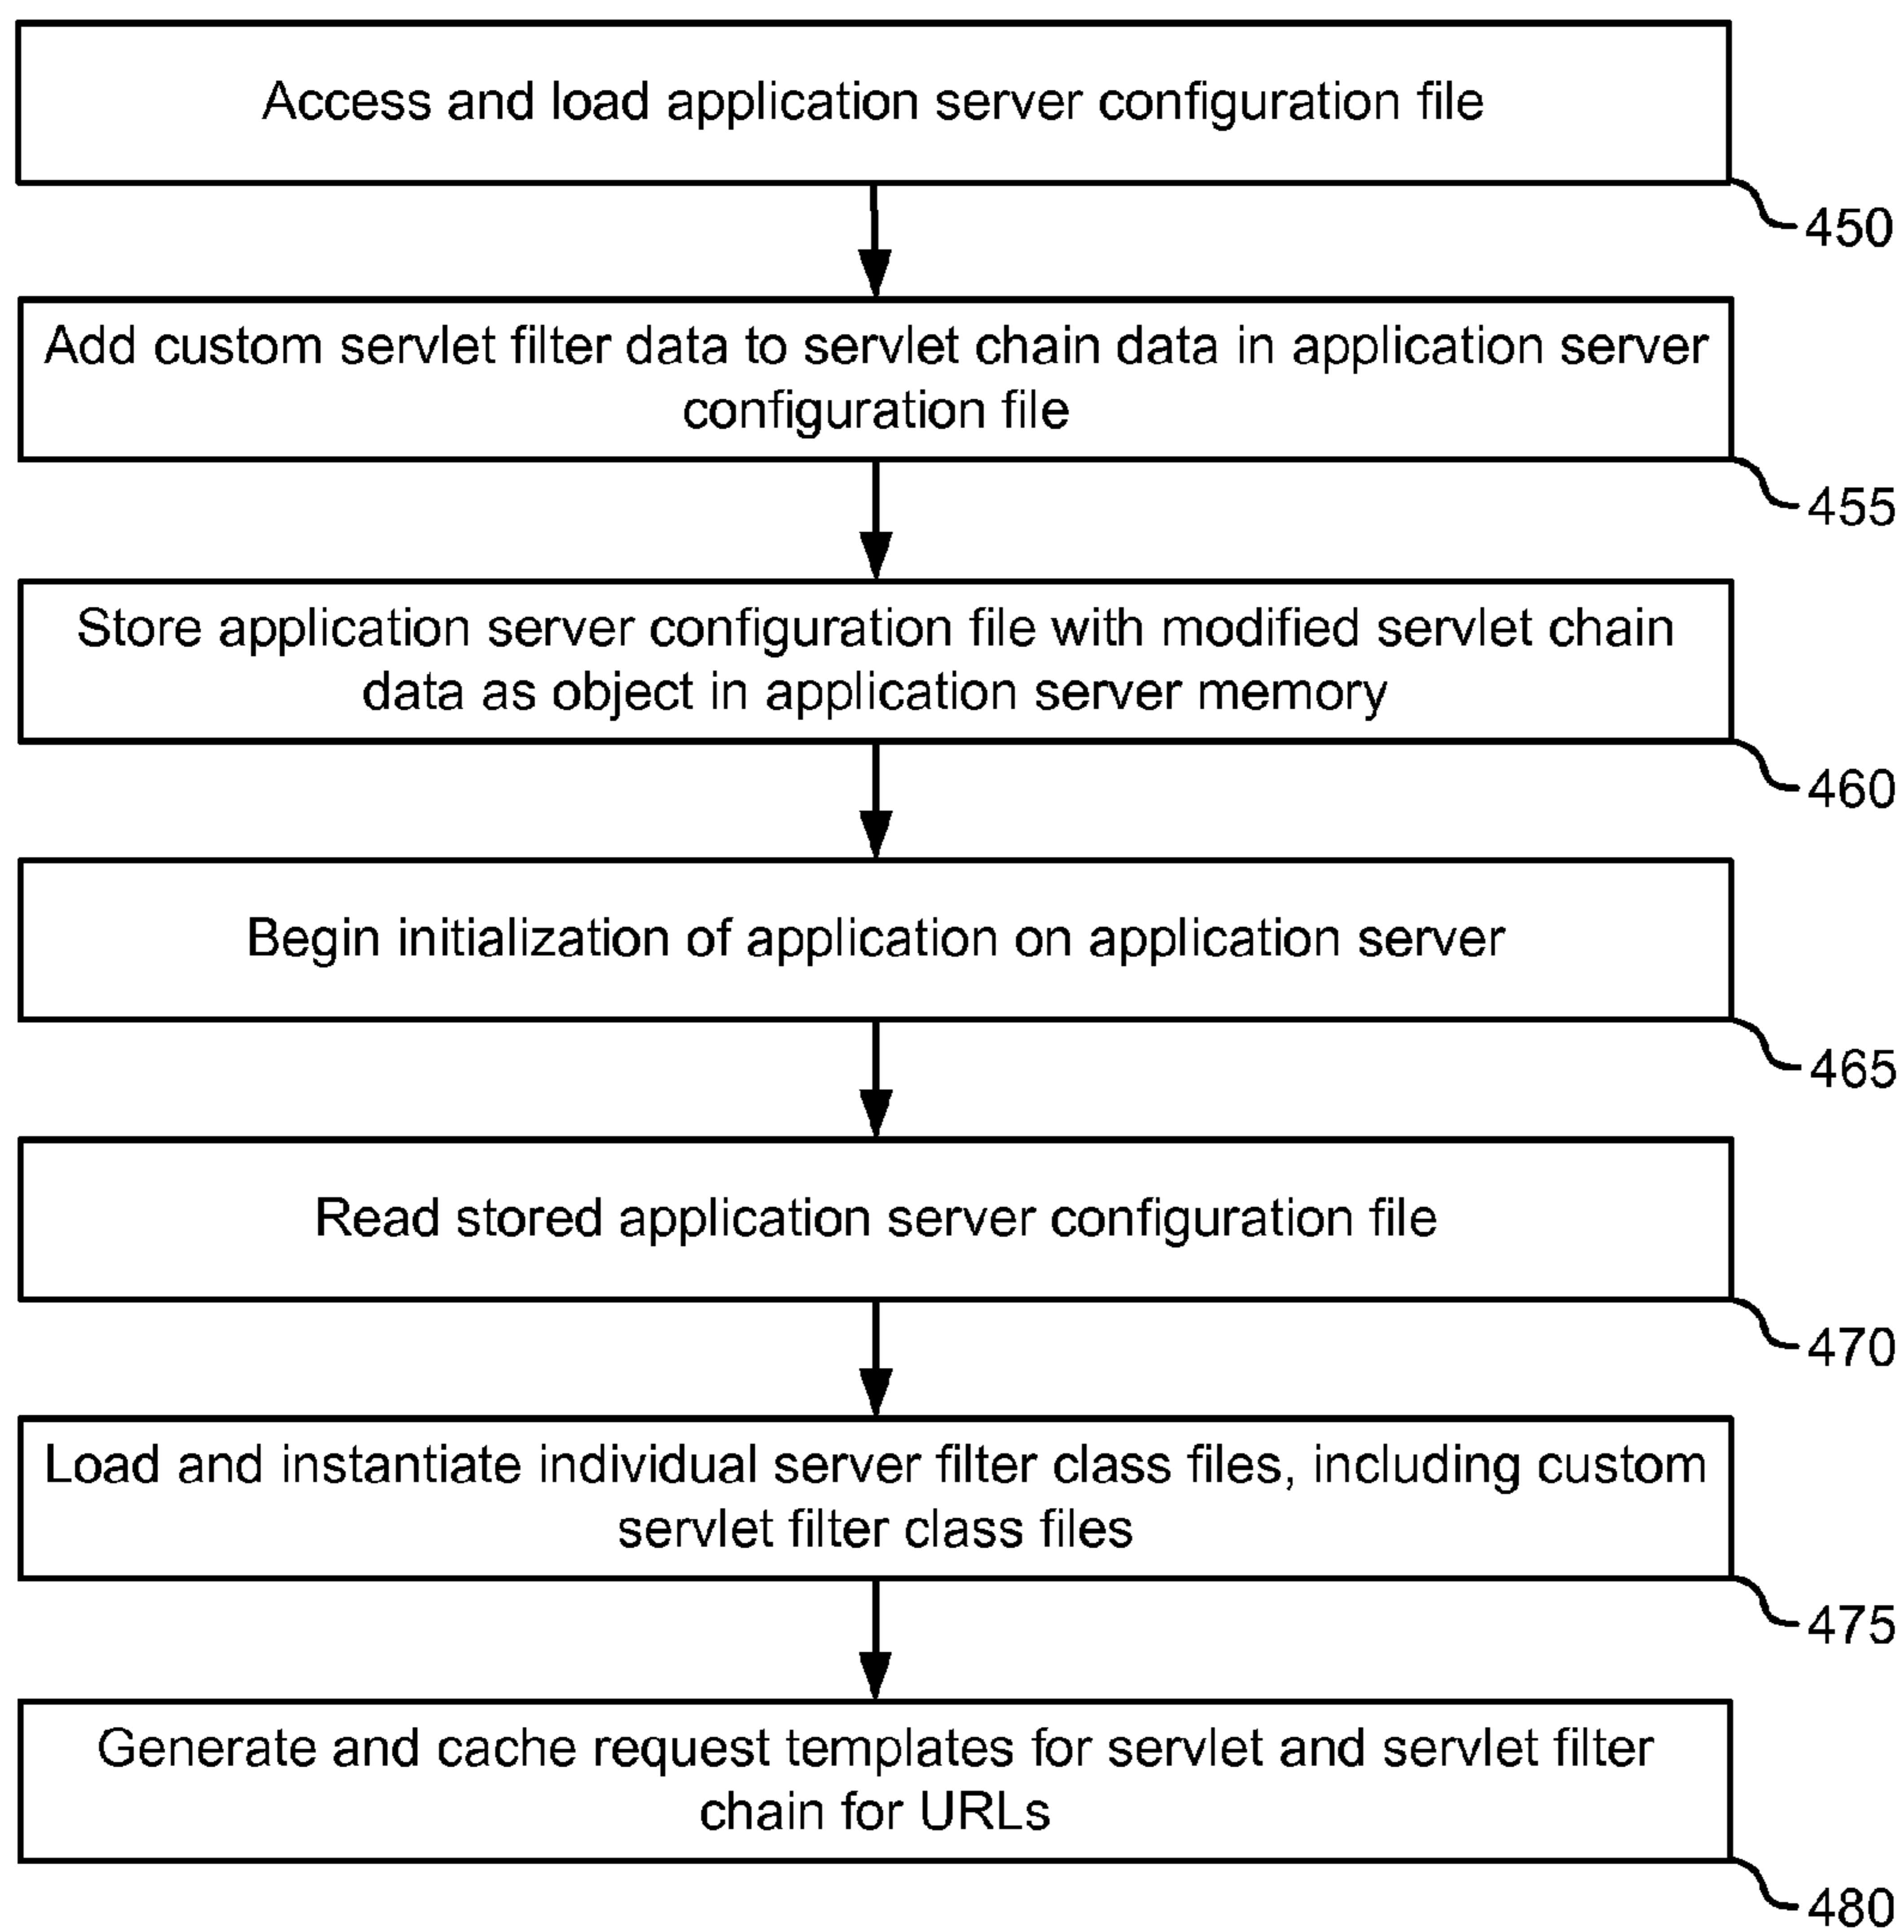 Access and load application server configuration file
450
Add custom servlet filter data to servlet chain data in application server
configuration file
455
Store application server configuration file with modified servlet chain
data as object in application server memory
460
Begin initialization of application on application server
465
Read stored application server configuration file
470
Load and instantiate individual server filter class files, including custom
servlet filter class files
475
Generate and cache request templates for servlet and servlet filter
chain for URLs
480